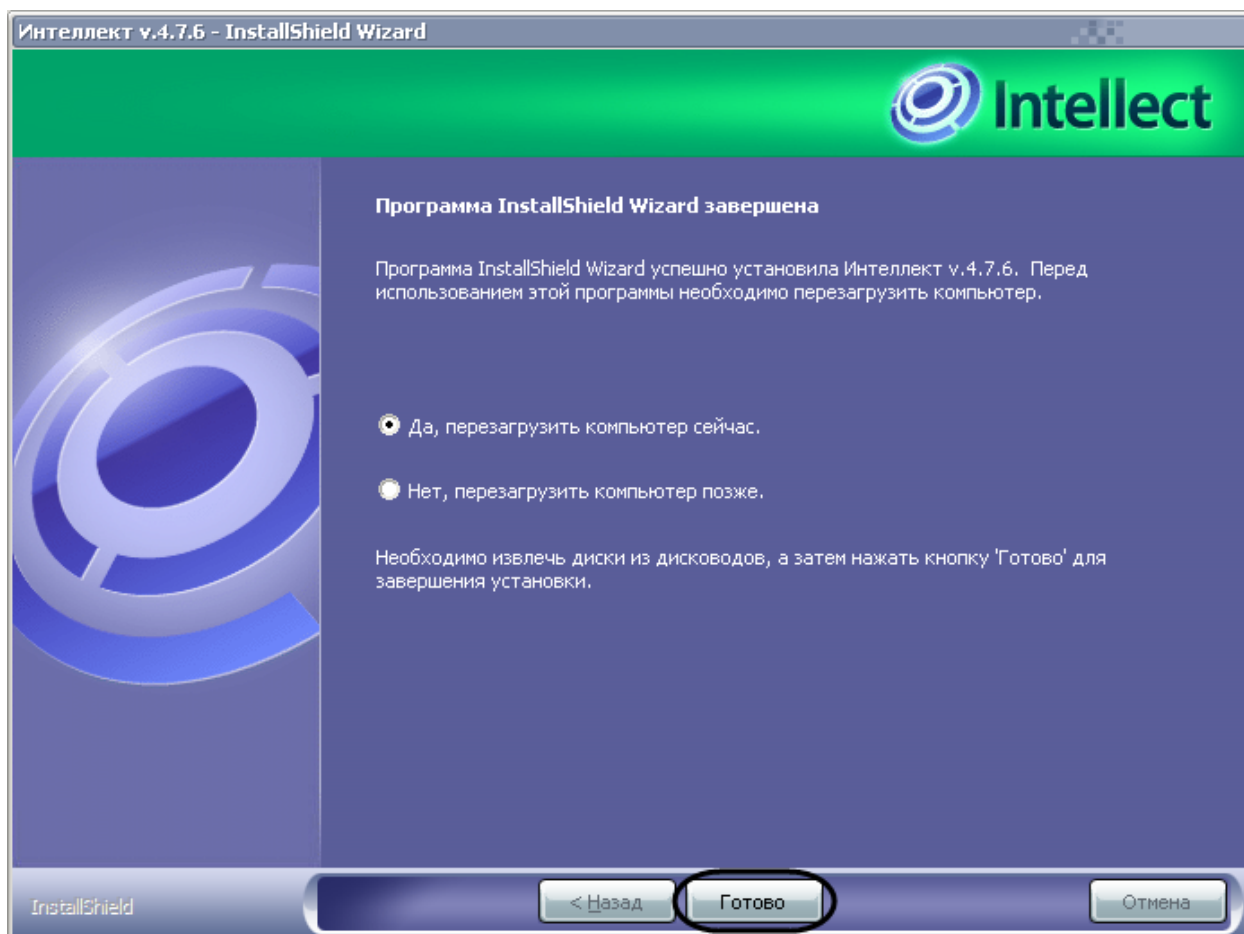 Интеллект v.4.7.6 - InstallShield Wizard
Intellect
Программа InstallShield Wizard завершена
Программа InstallShield Wizard успешно установила Интеллект v.4.7.6. Перед
использованием этой программы необходимо перезагрузить компьютер.
Да, перезагрузить компьютер сейчас.
Нет, перезагрузить компьютер позже.
Необходимо извлечь диски из дисководов, а затем нажать кнопку 'Готово' для
завершения установки.
InstallShield
< Назад
Готово
Отмена